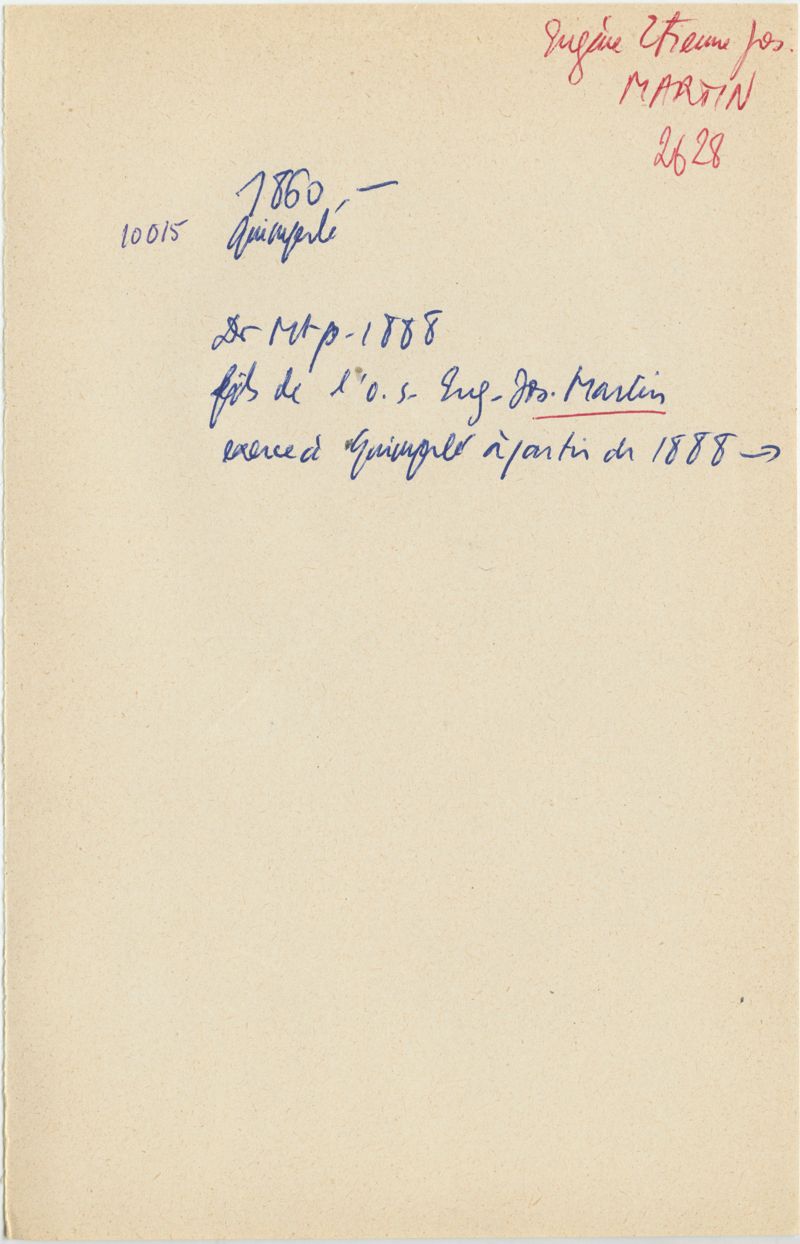 Eugène Etienne Jos.
MARTIN
2628
1860, —
10015 Quimperlé
Dr Mtp - 1888
fils de l'o. s. Eug. Jos. Martin
exerce à Quimperlé à partir de 1888 →